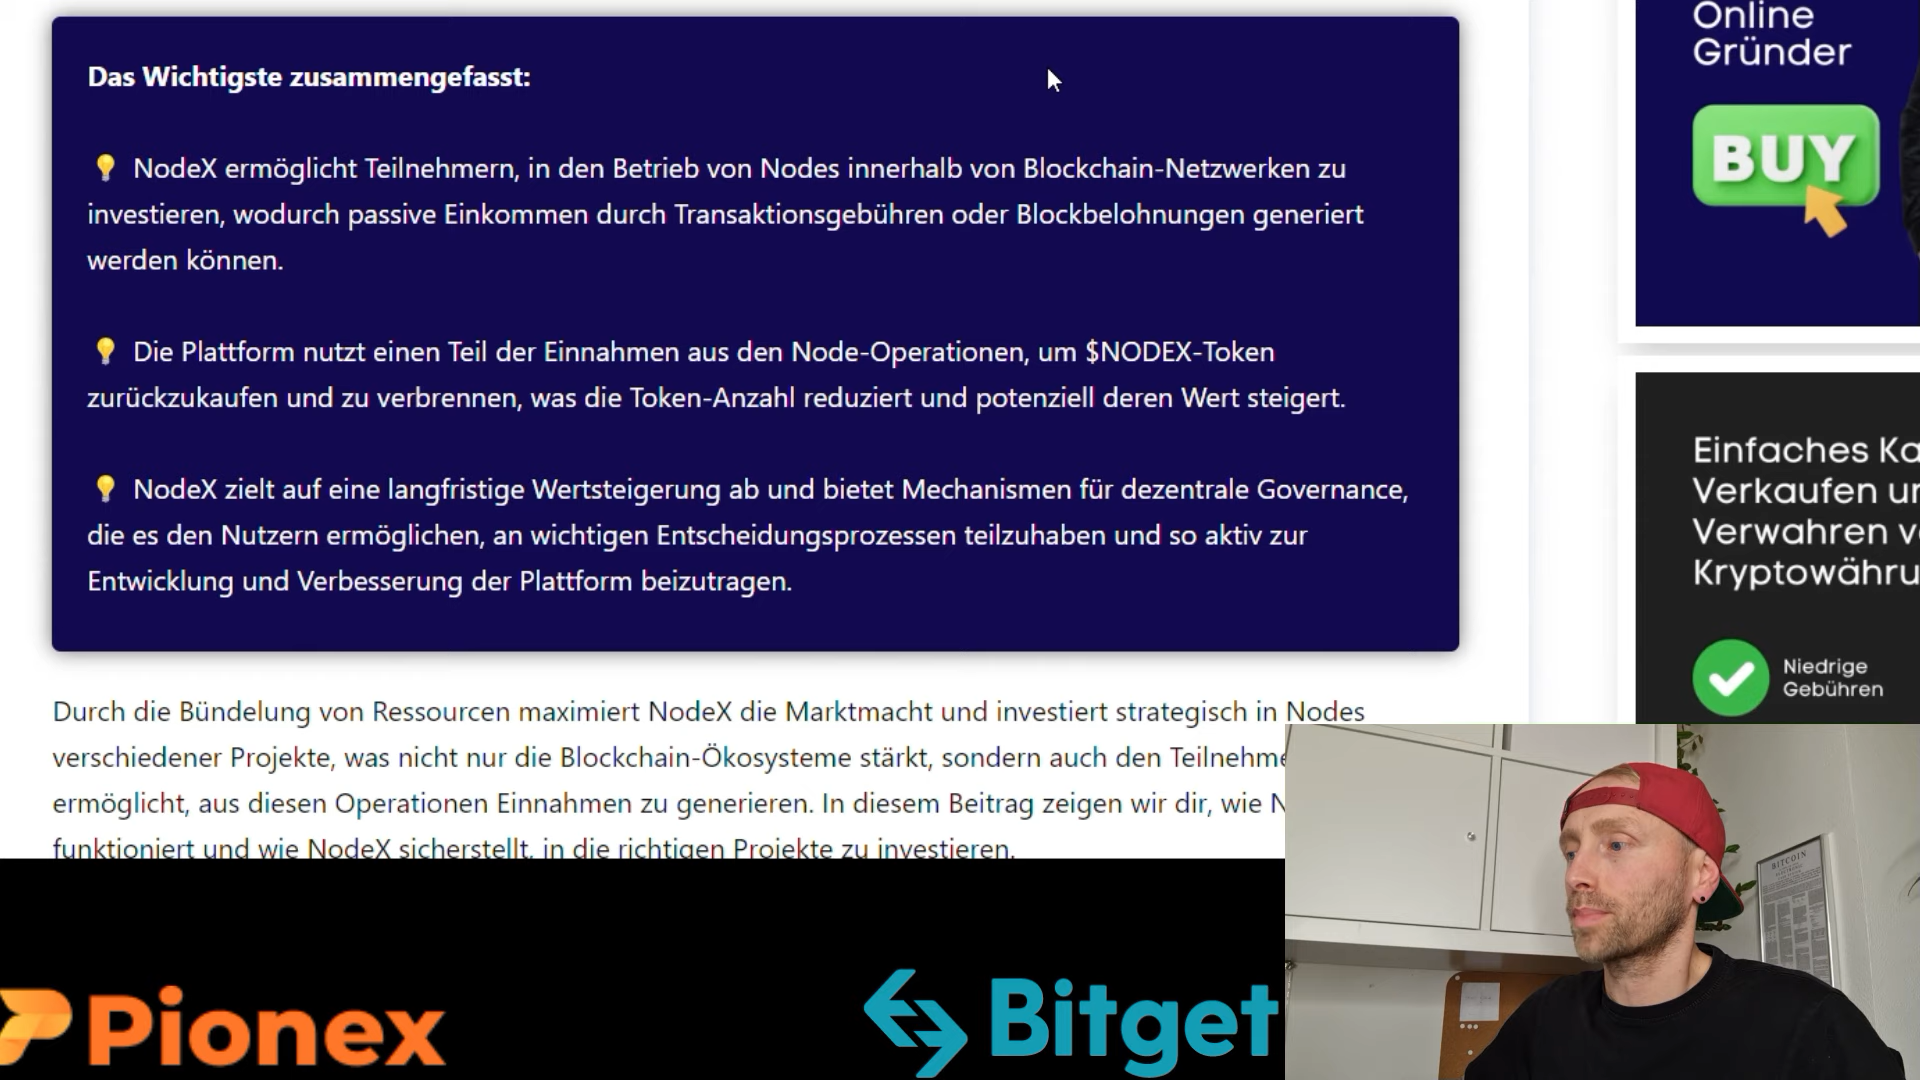 Das Wichtigste zusammengefasst:
NodeX ermöglicht Teilnehmern, in den Betrieb von Nodes innerhalb von Blockchain-Netzwerken zu
investieren, wodurch passive Einkommen durch Transaktionsgebühren oder Blockbelohnungen generiert
werden können.
Die Plattform nutzt einen Teil der Einnahmen aus den Node-Operationen, um $NODEX-Token
zurückzukaufen und zu verbrennen, was die Token-Anzahl reduziert und potenziell deren Wert steigert.
NodeX zielt auf eine langfristige Wertsteigerung ab und bietet Mechanismen für dezentrale Governance,
die es den Nutzern ermöglichen, an wichtigen Entscheidungsprozessen teilzuhaben und so aktiv zur
Entwicklung und Verbesserung der Plattform beizutragen.
Durch die Bündelung von Ressourcen maximiert NodeX die Marktmacht und investiert strategisch in Nodes
verschiedener Projekte, was nicht nur die Blockchain-Ökosysteme stärkt, sondern auch den Teilnehme
ermöglicht, aus diesen Operationen Einnahmen zu generieren. In diesem Beitrag zeigen wir dir, wie N
funktioniert und wie NodeX sicherstellt, in die richtigen Projekte zu investieren.
Online
Gründer
BUY
Einfaches Ka
Verkaufen un
Verwahren v
Kryptowähru
Niedrige
Gebühren
Pionex
Bitget
BITCOIN